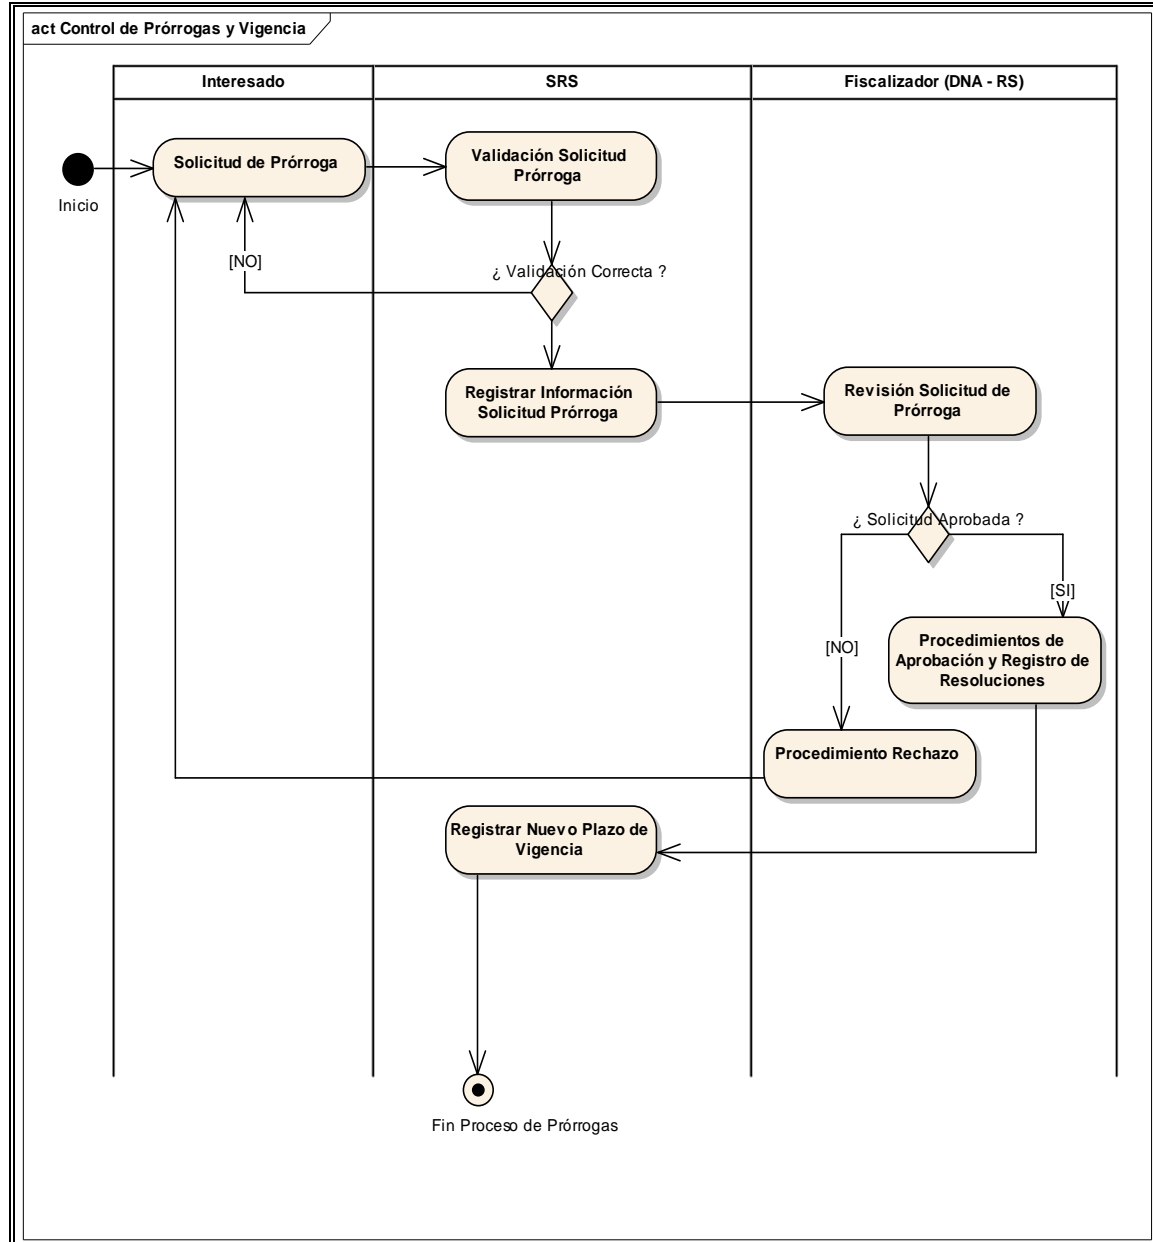 act Control de Prórrogas y Vigencia
Interesado
SRS
Fiscalizador (DNA - RS)
Solicitud de Prórroga
Validación Solicitud
Prórroga
Inicio
[NO]
¿ Validación Correcta ?
Registrar Información
Solicitud Prórroga
Revisión Solicitud de
Prórroga
¿ Solicitud Aprobada ?
[SI]
[NO]
Procedimientos de
Aprobación y Registro de
Resoluciones
Procedimiento Rechazo
Registrar Nuevo Plazo de
Vigencia
Fin Proceso de Prórrogas